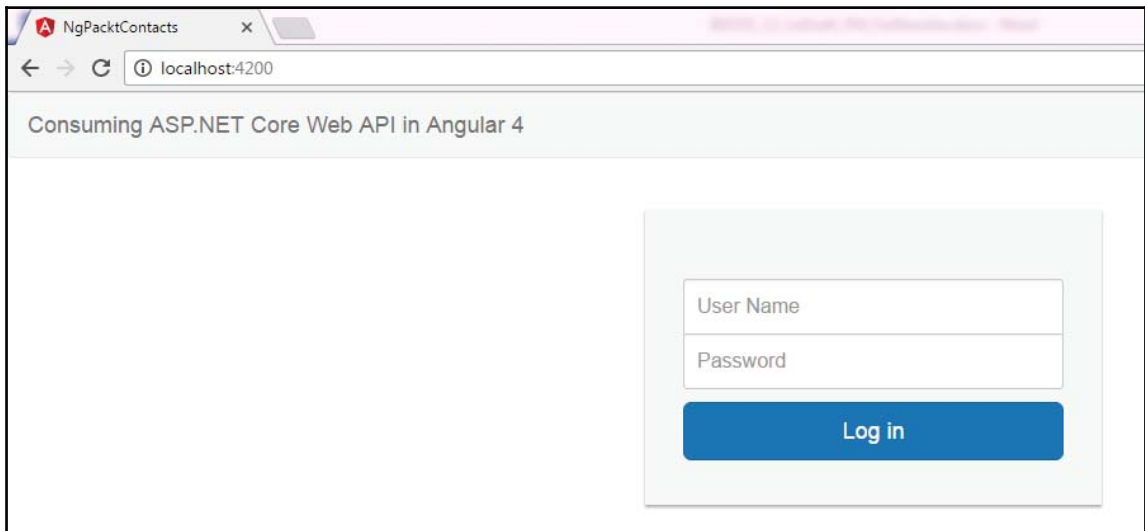 NgPacktContacts
localhost:4200
Consuming ASP.NET Core Web API in Angular 4
User Name
Password
Log in